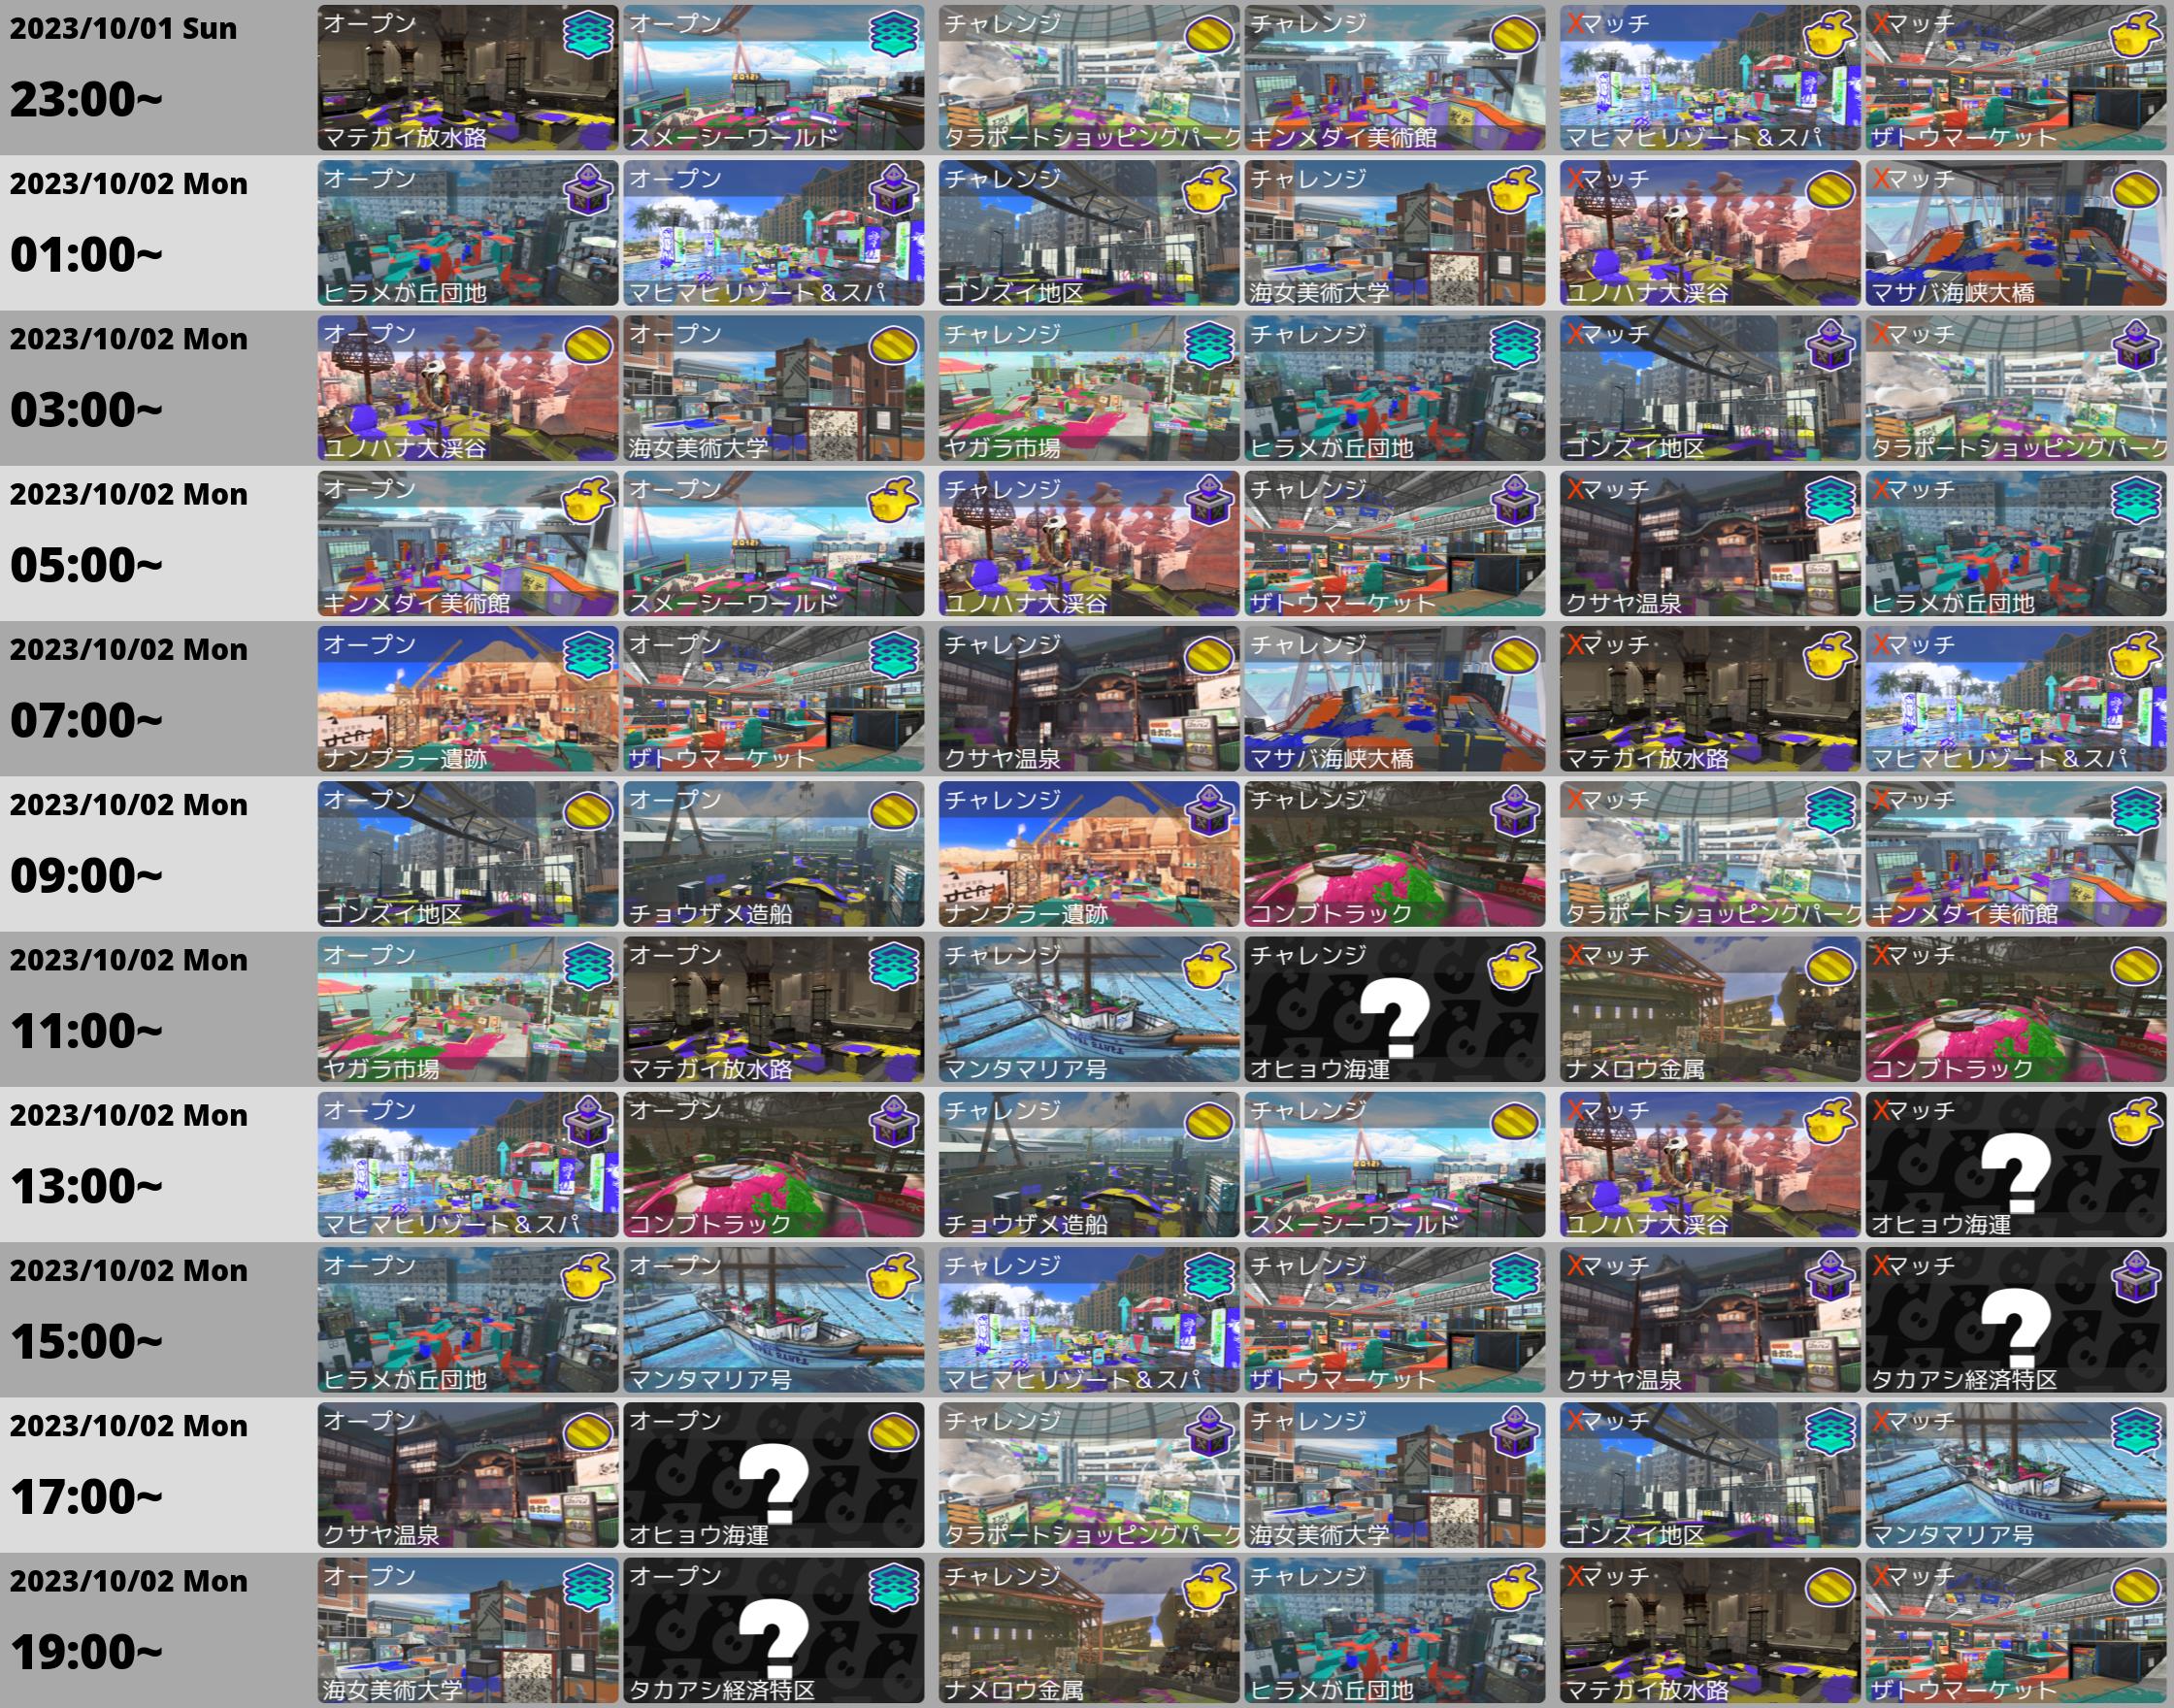 2023/10/01 Sun
23:00~
オープン オープン チャレンジ チャレンジ Xマッチ Xマッチ
マテガイ放水路 スメーシーワールド タラポートショッピングパーク キンメダイ美術館 マヒマヒリゾート&スパ ザトウマーケット
2023/10/02 Mon
01:00~
オープン オープン チャレンジ チャレンジ Xマッチ Xマッチ
ヒラメが丘団地 マヒマヒリゾート&スパ ゴンズイ地区 海女美術大学 ユノハナ大渓谷 マサバ海峡大橋
2023/10/02 Mon
03:00~
オープン オープン チャレンジ チャレンジ Xマッチ Xマッチ
ユノハナ大渓谷 海女美術大学 ヤガラ市場 ヒラメが丘団地 ゴンズイ地区 タラポートショッピングパーク
2023/10/02 Mon
05:00~
オープン オープン チャレンジ チャレンジ Xマッチ Xマッチ
キンメダイ美術館 スメーシーワールド ユノハナ大渓谷 ザトウマーケット クサヤ温泉 ヒラメが丘団地
2023/10/02 Mon
07:00~
オープン オープン チャレンジ チャレンジ Xマッチ Xマッチ
ナンプラー遺跡 ザトウマーケット クサヤ温泉 マサバ海峡大橋 マテガイ放水路 マヒマヒリゾート&スパ
2023/10/02 Mon
09:00~
オープン オープン チャレンジ チャレンジ Xマッチ Xマッチ
ゴンズイ地区 チョウザメ造船 ナンプラー遺跡 コンブトラック タラポートショッピングパーク キンメダイ美術館
2023/10/02 Mon
11:00~
オープン オープン チャレンジ チャレンジ Xマッチ Xマッチ
ヤガラ市場 マテガイ放水路 マンタマリア号 オヒョウ海運 ナメロウ金属 コンブトラック
2023/10/02 Mon
13:00~
オープン オープン チャレンジ チャレンジ Xマッチ Xマッチ
マヒマヒリゾート&スパ コンブトラック チョウザメ造船 スメーシーワールド ユノハナ大渓谷 オヒョウ海運
2023/10/02 Mon
15:00~
オープン オープン チャレンジ チャレンジ Xマッチ Xマッチ
ヒラメが丘団地 マンタマリア号 マヒマヒリゾート&スパ ザトウマーケット クサヤ温泉 タカアシ経済特区
2023/10/02 Mon
17:00~
オープン オープン チャレンジ チャレンジ Xマッチ Xマッチ
クサヤ温泉 オヒョウ海運 タラポートショッピングパーク 海女美術大学 ゴンズイ地区 マンタマリア号
2023/10/02 Mon
19:00~
オープン オープン チャレンジ チャレンジ Xマッチ Xマッチ
海女美術大学 タカアシ経済特区 ナメロウ金属 ヒラメが丘団地 マテガイ放水路 ザトウマーケット